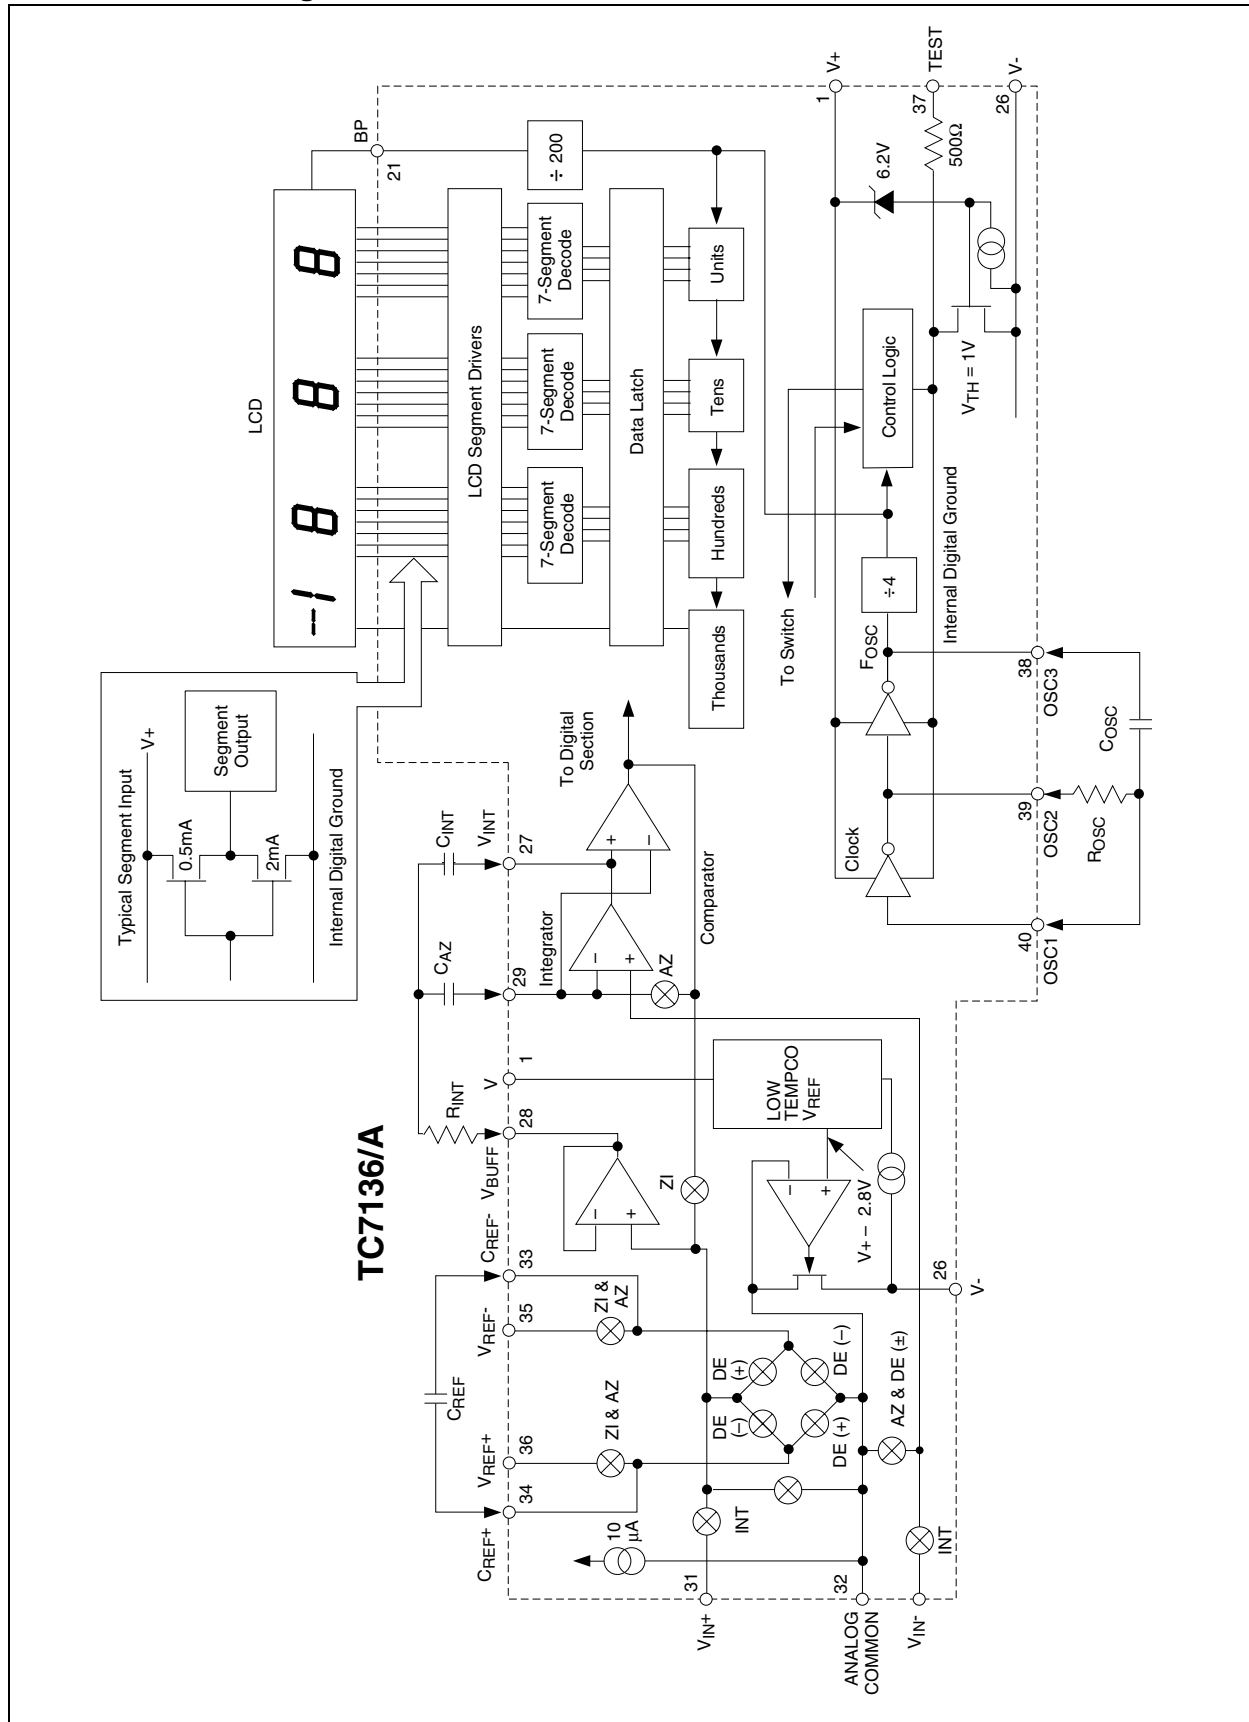 TC7136/A
Typical Segment Input
V+
0.5mA
2mA
Segment
Output
Internal Digital Ground
LCD
BP
21
LCD Segment Drivers
7-Segment
Decode
7-Segment
Decode
7-Segment
Decode
÷ 200
Data Latch
Thousands
Hundreds
Tens
Units
CREF
CREF+
34
VREF+
36
VREF-
35
CREF-
33
VBUFF
28
RINT
V
1
CAZ
29
CINT
VINT
27
Integrator
To Digital
Section
Comparator
AZ
ZI
ZI & AZ
ZI &
AZ
10
µA
DE
(–)
DE
(+)
DE (+)
DE (–)
AZ & DE (±)
INT
INT
31
VIN+
32
ANALOG
COMMON
VIN-
LOW
TEMPCO
VREF
V+ – 2.8V
26
V-
–
+
–
+
–
+
+
–
To Switch
Clock
FOSC
÷4
Control Logic
Internal Digital Ground
VTH = 1V
6.2V
500Ω
1
V+
37
TEST
26
V-
40
OSC1
39
OSC2
38
OSC3
ROSC
COSC